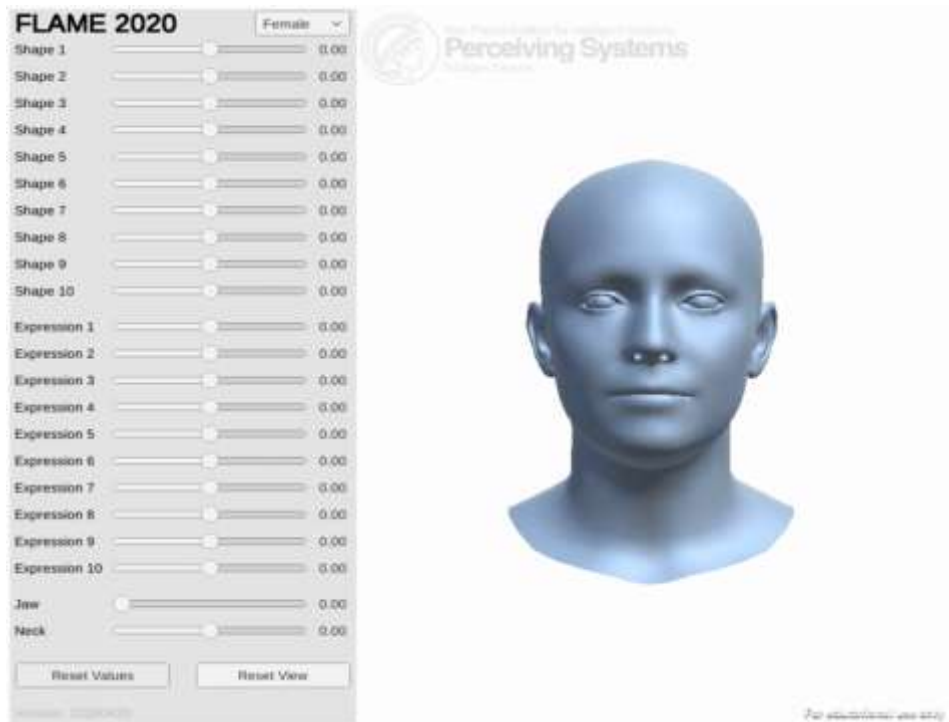 FLAME 2020
Female
Shape 1 0.00
Shape 2 0.00
Shape 3 0.00
Shape 4 0.00
Shape 5 0.00
Shape 6 0.00
Shape 7 0.00
Shape 8 0.00
Shape 9 0.00
Shape 10 0.00
Expression 1 0.00
Expression 2 0.00
Expression 3 0.00
Expression 4 0.00
Expression 5 0.00
Expression 6 0.00
Expression 7 0.00
Expression 8 0.00
Expression 9 0.00
Expression 10 0.00
Jaw 0.00
Neck 0.00
Reset Values Reset View
Perceiving Systems
For educational use only